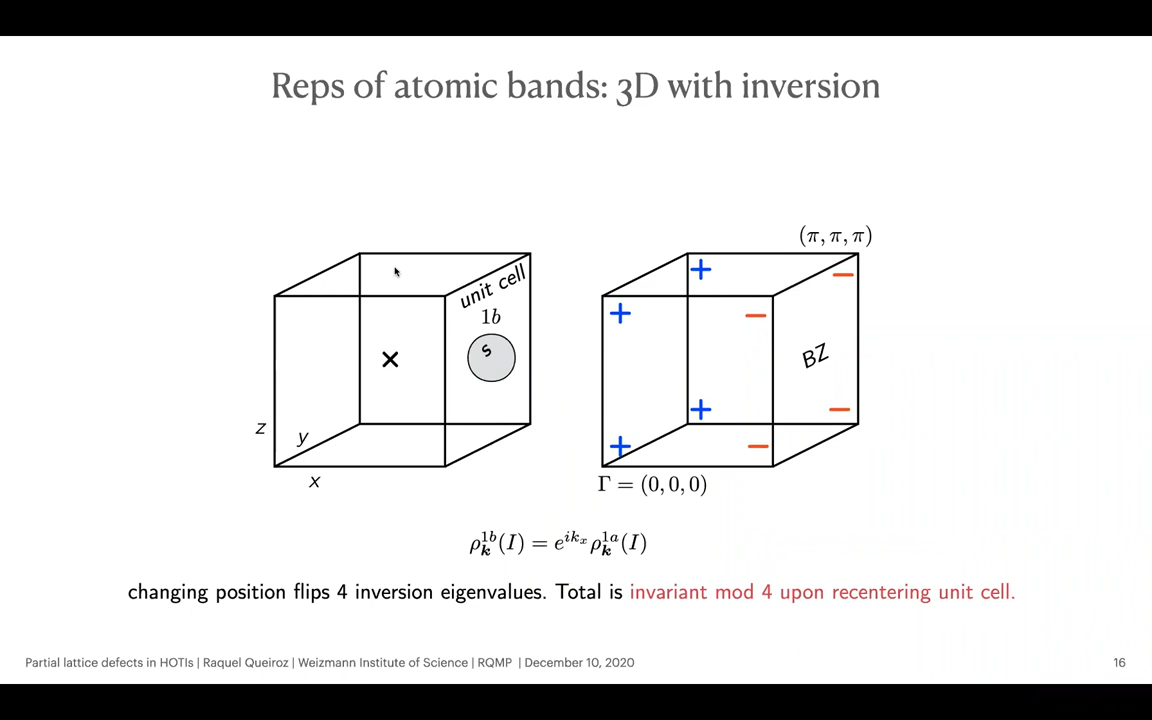 Reps of atomic bands: 3D with inversion
(π, π, π)
unit cell
1b
s
×
z
y
x
+
−
+
−
BZ
+
−
+
−
Γ = (0, 0, 0)
ρ_𝒌^{1b}(I) = e^{ik_x} ρ_𝒌^{1a}(I)
changing position flips 4 inversion eigenvalues. Total is invariant mod 4 upon recentering unit cell.
Partial lattice defects in HOTIs | Raquel Queiroz | Weizmann Institute of Science | RQMP | December 10, 2020
16